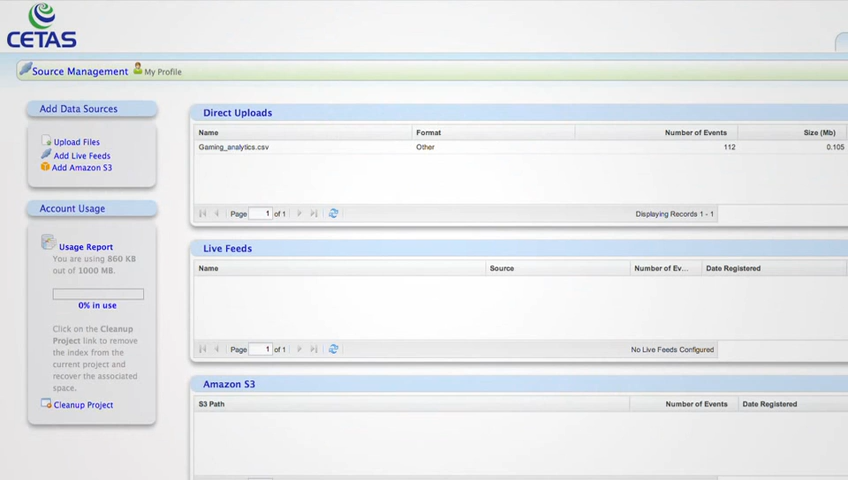 CETAS
Source Management My Profile
Add Data Sources
Upload Files
Add Live Feeds
Add Amazon S3
Account Usage
Usage Report
You are using 860 KB
out of 1000 MB.
0% in use
Click on the Cleanup
Project link to remove
the index from the
current project and
recover the associated
space.
Cleanup Project
Direct Uploads
Name Format Number of Events Size (Mb)
Gaming_analytics.csv Other 112 0.105
Page 1 of 1 Displaying Records 1 - 1
Live Feeds
Name Source Number of Ev... Date Registered
Page 1 of 1 No Live Feeds Configured
Amazon S3
S3 Path Number of Events Date Registered